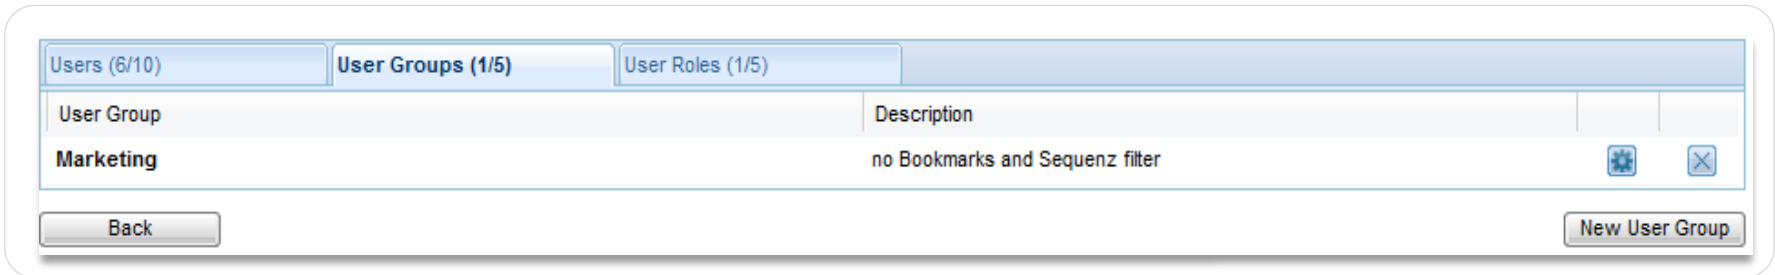 Users (6/10) User Groups (1/5) User Roles (1/5)
User Group Description
Marketing no Bookmarks and Sequenz filter
Back New User Group